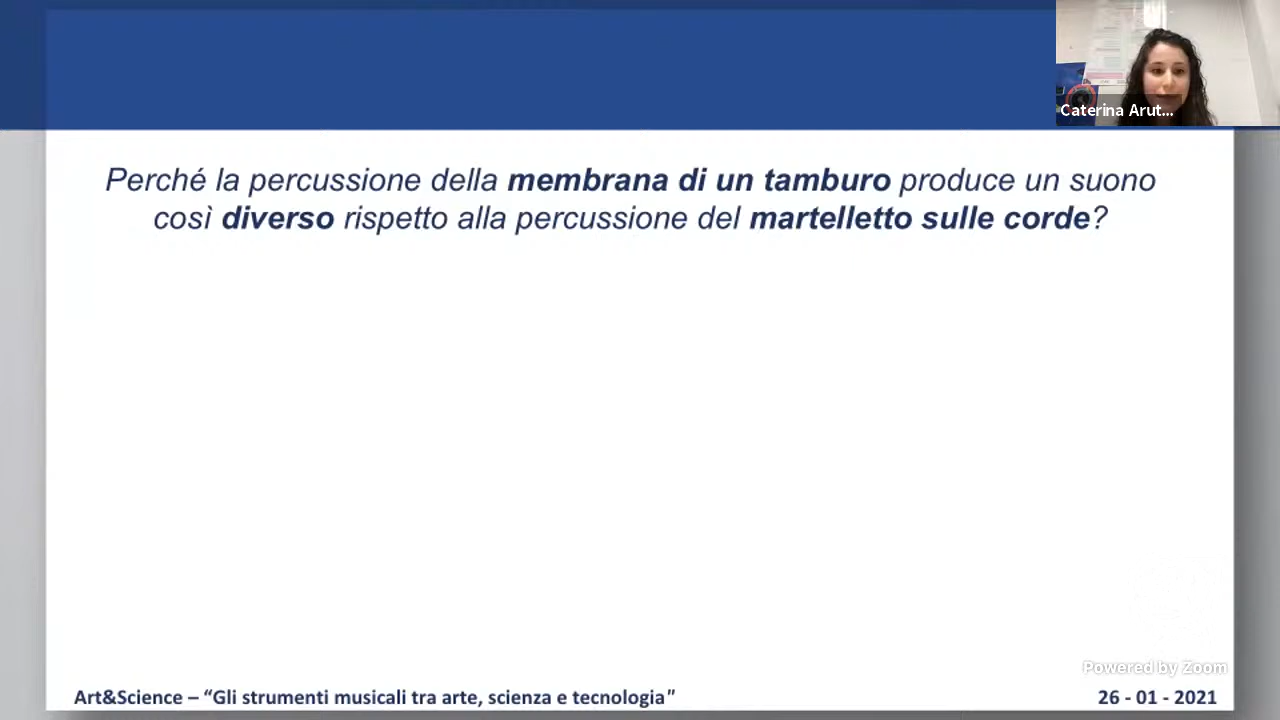 Caterina Arut...
Perché la percussione della membrana di un tamburo produce un suono
così diverso rispetto alla percussione del martelletto sulle corde?
Powered by Zoom
Art&Science – “Gli strumenti musicali tra arte, scienza e tecnologia"
26 - 01 - 2021